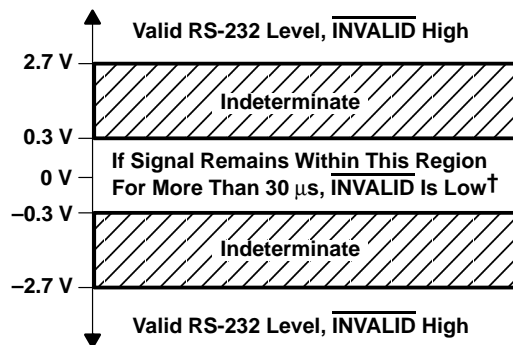 Valid RS-232 Level, INVALID High
2.7 V
Indeterminate
0.3 V
If Signal Remains Within This Region
0 V
For More Than 30 μs, INVALID Is Low†
–0.3 V
Indeterminate
–2.7 V
Valid RS-232 Level, INVALID High